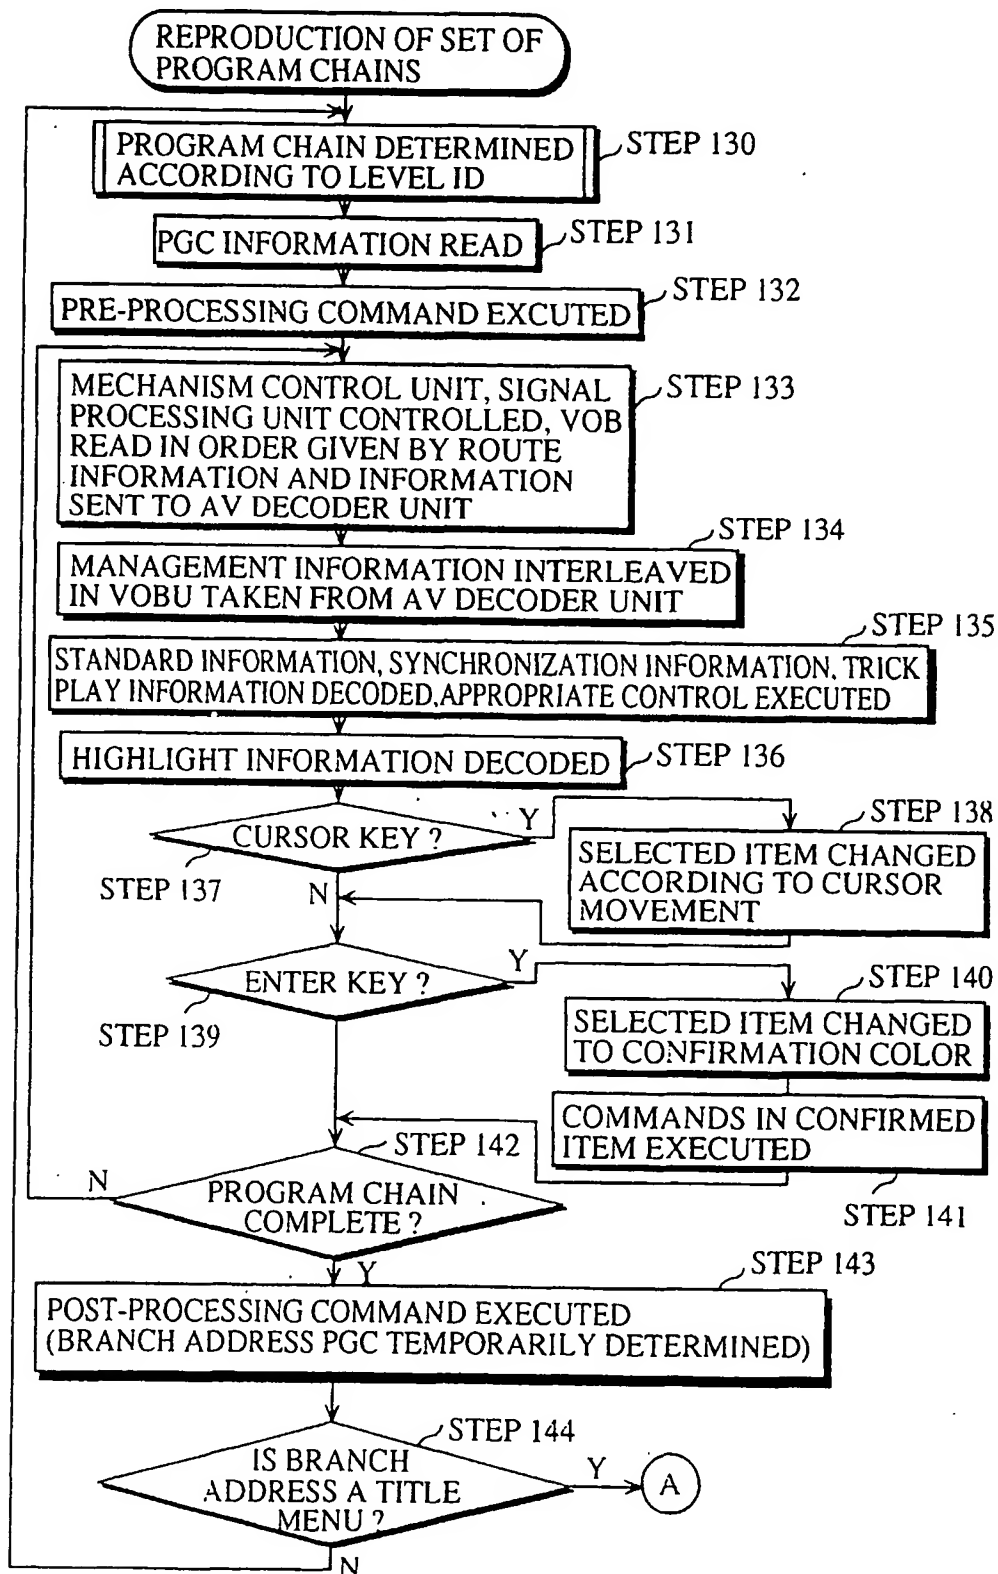 REPRODUCTION OF SET OF
PROGRAM CHAINS
PROGRAM CHAIN DETERMINED
ACCORDING TO LEVEL ID
STEP 130
PGC INFORMATION READ
STEP 131
PRE-PROCESSING COMMAND EXCUTED
STEP 132
MECHANISM CONTROL UNIT, SIGNAL
PROCESSING UNIT CONTROLLED, VOB
READ IN ORDER GIVEN BY ROUTE
INFORMATION AND INFORMATION
SENT TO AV DECODER UNIT
STEP 133
MANAGEMENT INFORMATION INTERLEAVED
IN VOBU TAKEN FROM AV DECODER UNIT
STEP 134
STANDARD INFORMATION, SYNCHRONIZATION INFORMATION, TRICK
PLAY INFORMATION DECODED, APPROPRIATE CONTROL EXECUTED
STEP 135
HIGHLIGHT INFORMATION DECODED
STEP 136
CURSOR KEY ?
Y
STEP 137
N
STEP 138
SELECTED ITEM CHANGED
ACCORDING TO CURSOR
MOVEMENT
ENTER KEY ?
Y
STEP 139
STEP 140
SELECTED ITEM CHANGED
TO CONFIRMATION COLOR
COMMANDS IN CONFIRMED
ITEM EXECUTED
STEP 141
STEP 142
N
PROGRAM CHAIN
COMPLETE ?
Y
STEP 143
POST-PROCESSING COMMAND EXECUTED
(BRANCH ADDRESS PGC TEMPORARILY DETERMINED)
STEP 144
IS BRANCH
ADDRESS A TITLE
MENU ?
Y
A
N